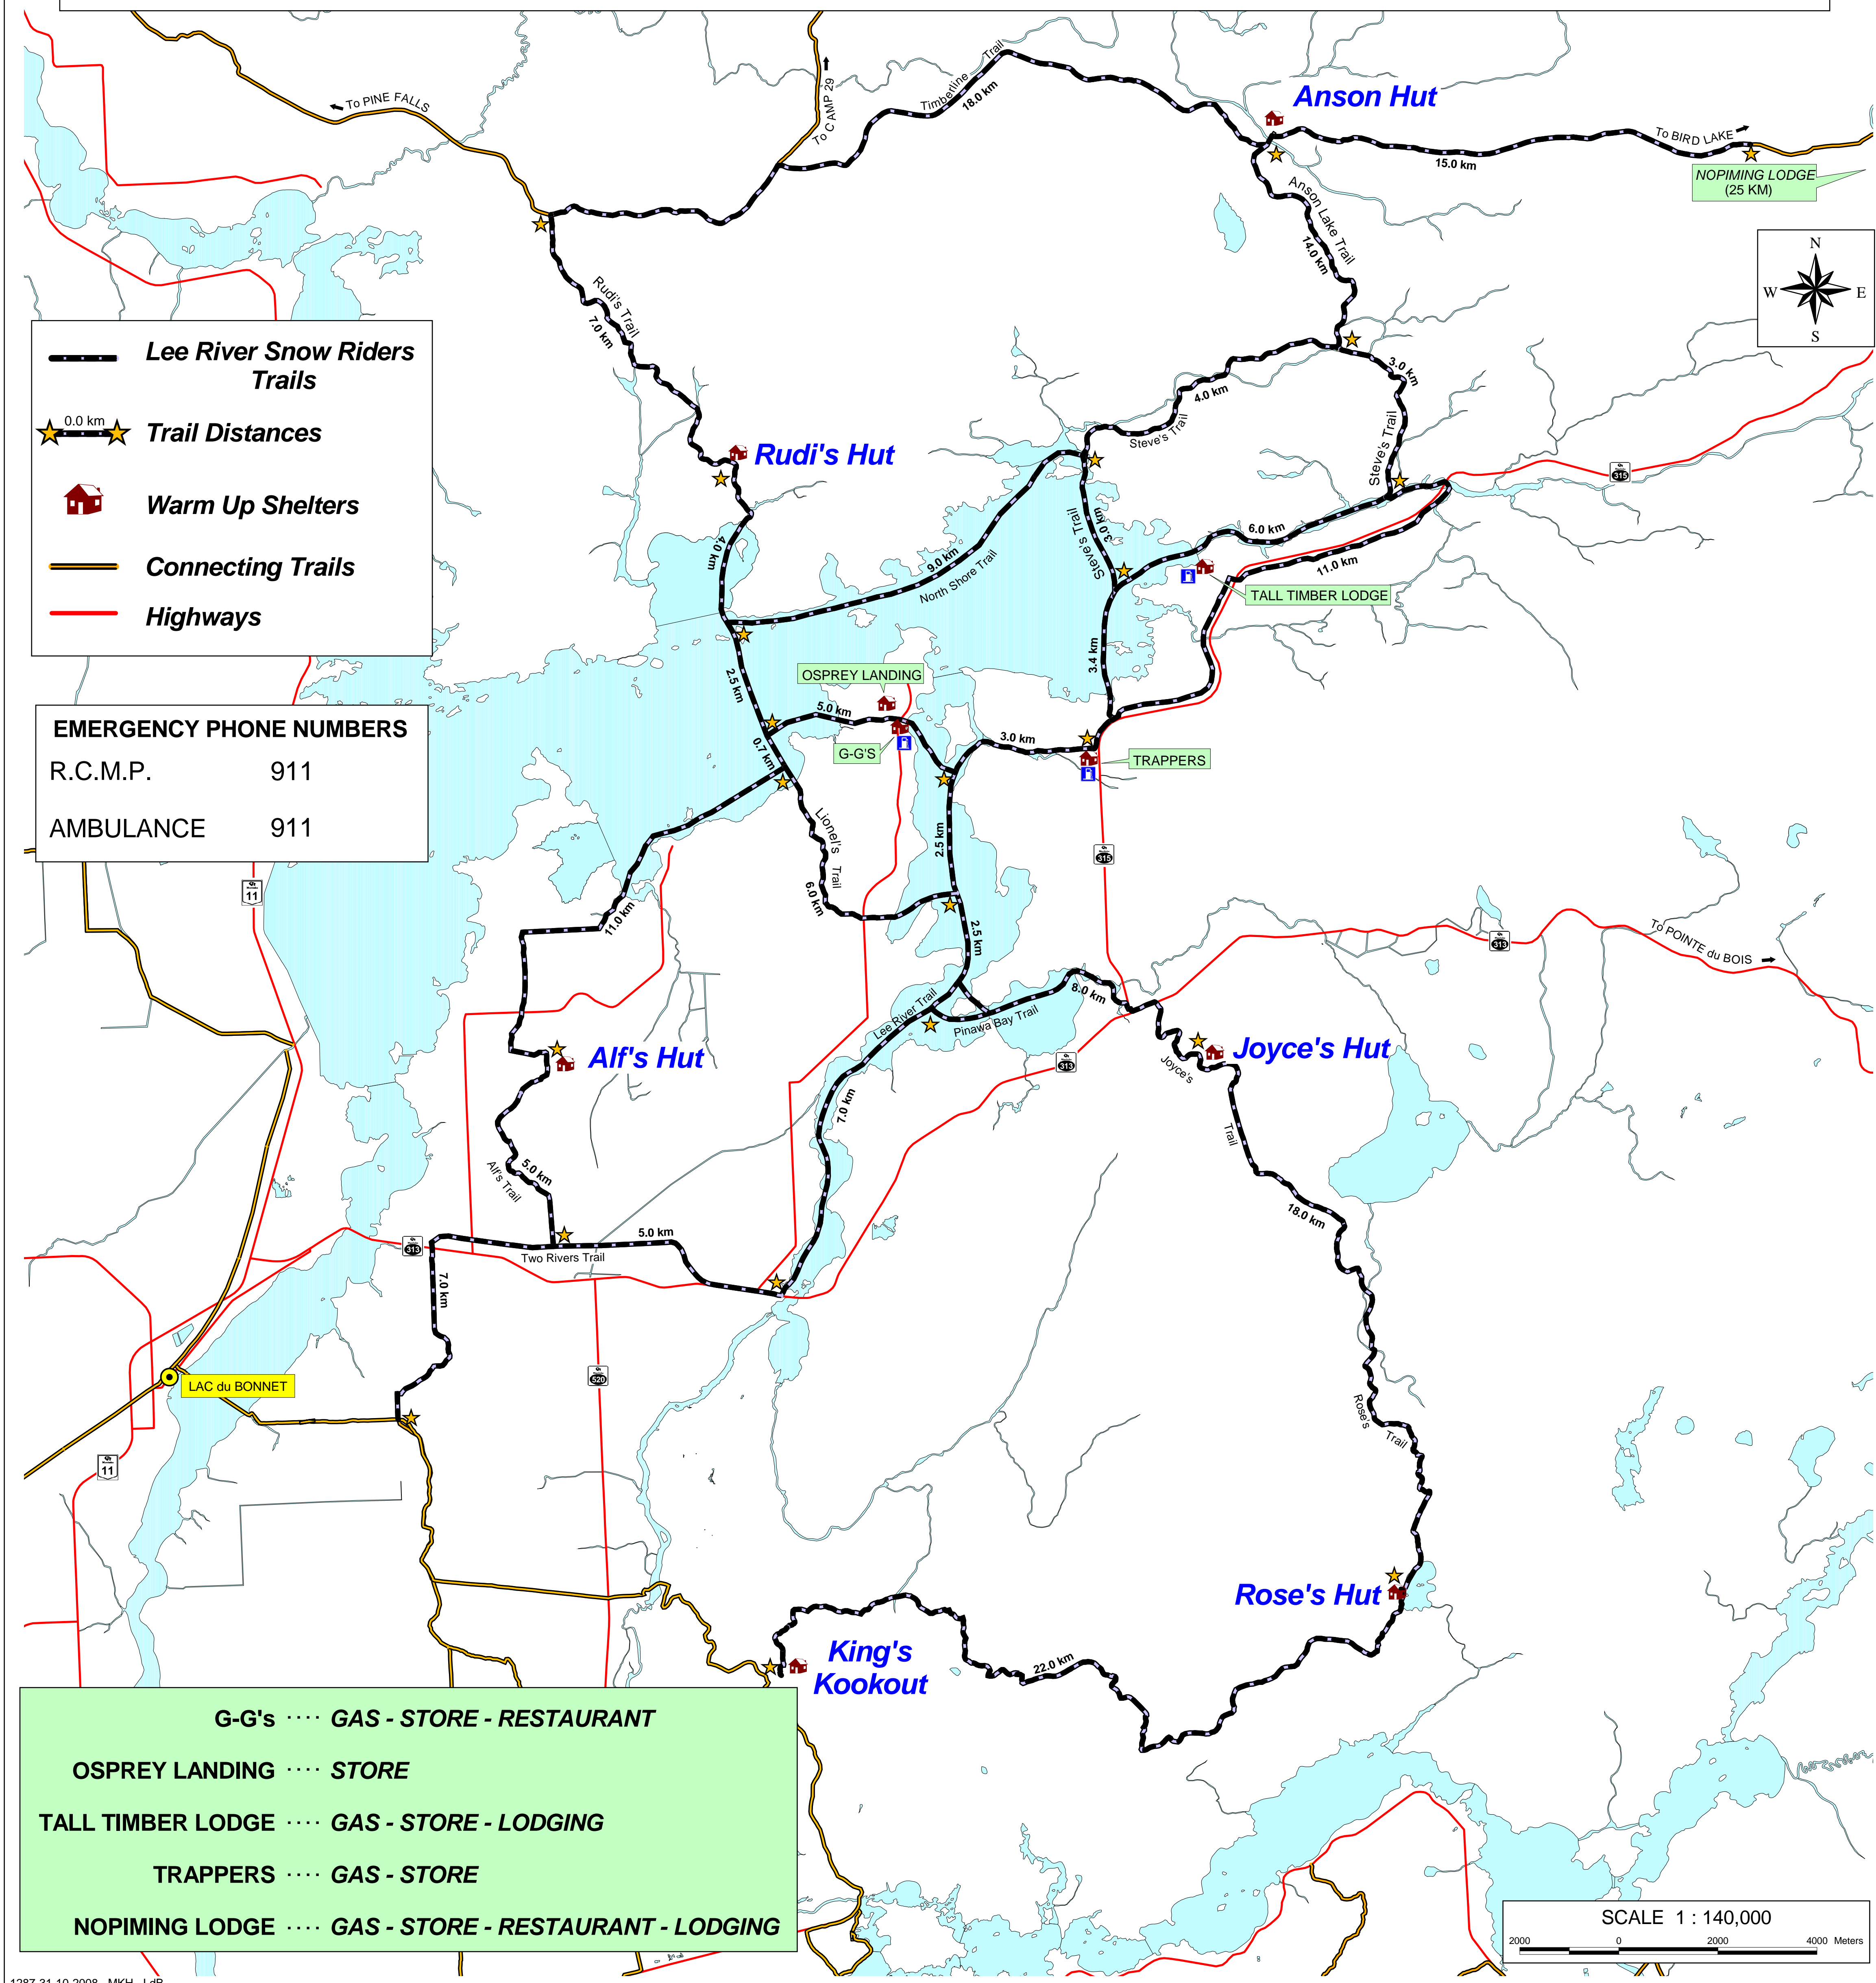 To PINE FALLS
To CAMP 29
Timberline Trail
18.0 km
Anson Hut
To BIRD LAKE
15.0 km
NOPIMING LODGE
(25 KM)
Anson Lake Trail
14.0 km
N
W E
S
Rudi's Trail
7.0 km
Lee River Snow Riders
Trails
0.0 km
Trail Distances
Warm Up Shelters
Connecting Trails
Highways
Rudi's Hut
4.0 km
3.0 km
4.0 km
Steve's Trail
Steve's Trail
315
Steve's Trail
3.0 km
6.0 km
9.0 km
North Shore Trail
11.0 km
TALL TIMBER LODGE
3.4 km
2.5 km
OSPREY LANDING
5.0 km
G-G'S
0.7 km
3.0 km
TRAPPERS
EMERGENCY PHONE NUMBERS
R.C.M.P. 911
AMBULANCE 911
11
Lionel's Trail
6.0 km
2.5 km
315
11.0 km
2.5 km
313
To POINTE du BOIS
8.0 km
Lee River Trail
Pinawa Bay Trail
313
Alf's Hut
Joyce's Hut
Joyce's Trail
7.0 km
5.0 km
Alf's Trail
18.0 km
313
5.0 km
Two Rivers Trail
7.0 km
520
LAC du BONNET
11
Rose's Trail
Rose's Hut
King's
Kookout
22.0 km
G-G's ···· GAS - STORE - RESTAURANT
OSPREY LANDING ···· STORE
TALL TIMBER LODGE ···· GAS - STORE - LODGING
TRAPPERS ···· GAS - STORE
NOPIMING LODGE ···· GAS - STORE - RESTAURANT - LODGING
SCALE 1 : 140,000
2000 0 2000 4000 Meters